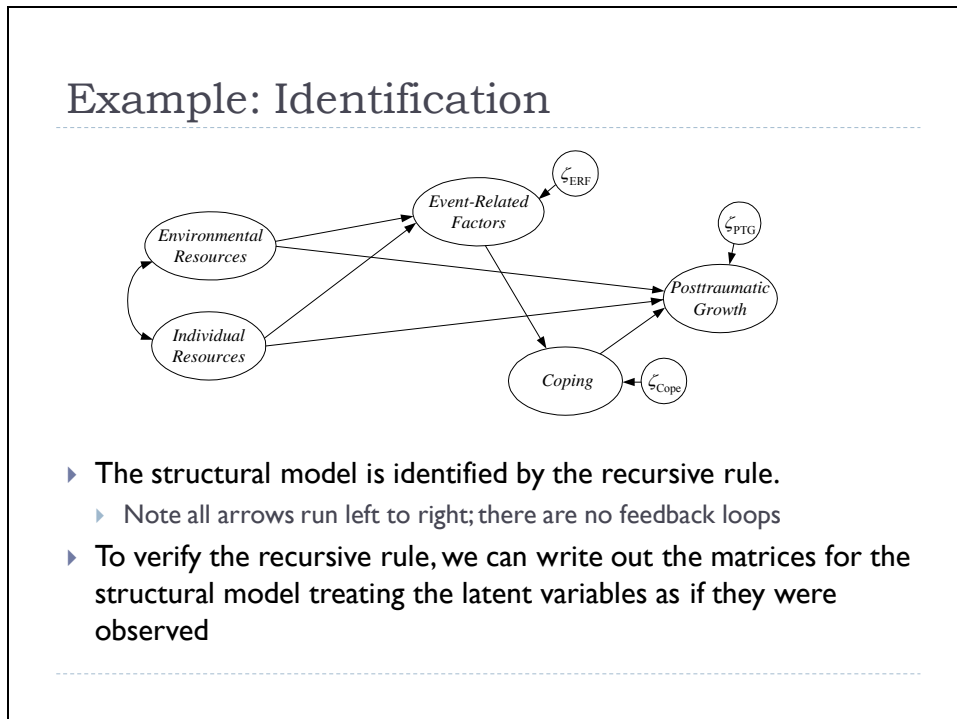 Example: Identification
ζERF
Event-Related
Factors
ζPTG
Environmental
Resources
Posttraumatic
Growth
Individual
Resources
Coping
ζCope
The structural model is identified by the recursive rule.
Note all arrows run left to right; there are no feedback loops
To verify the recursive rule, we can write out the matrices for the
structural model treating the latent variables as if they were
observed